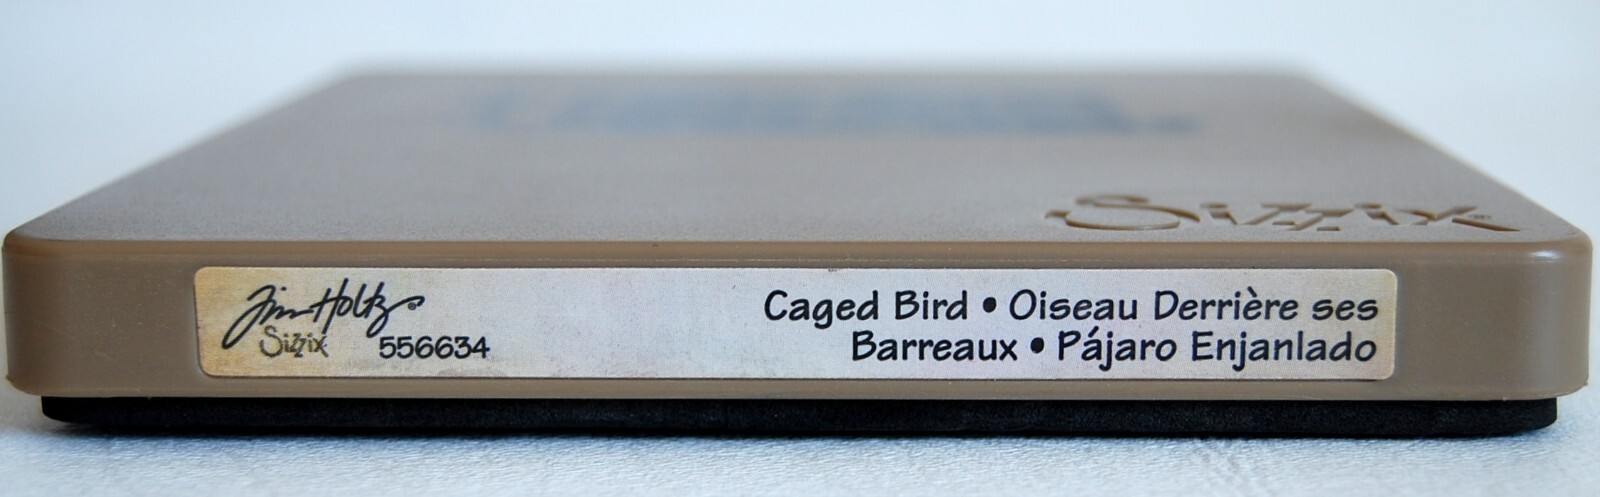 Sizzix®
Tim Holtz®
Sizzix 556634
Caged Bird • Oiseau Derrière ses
Barreaux • Pájaro Enjanlado